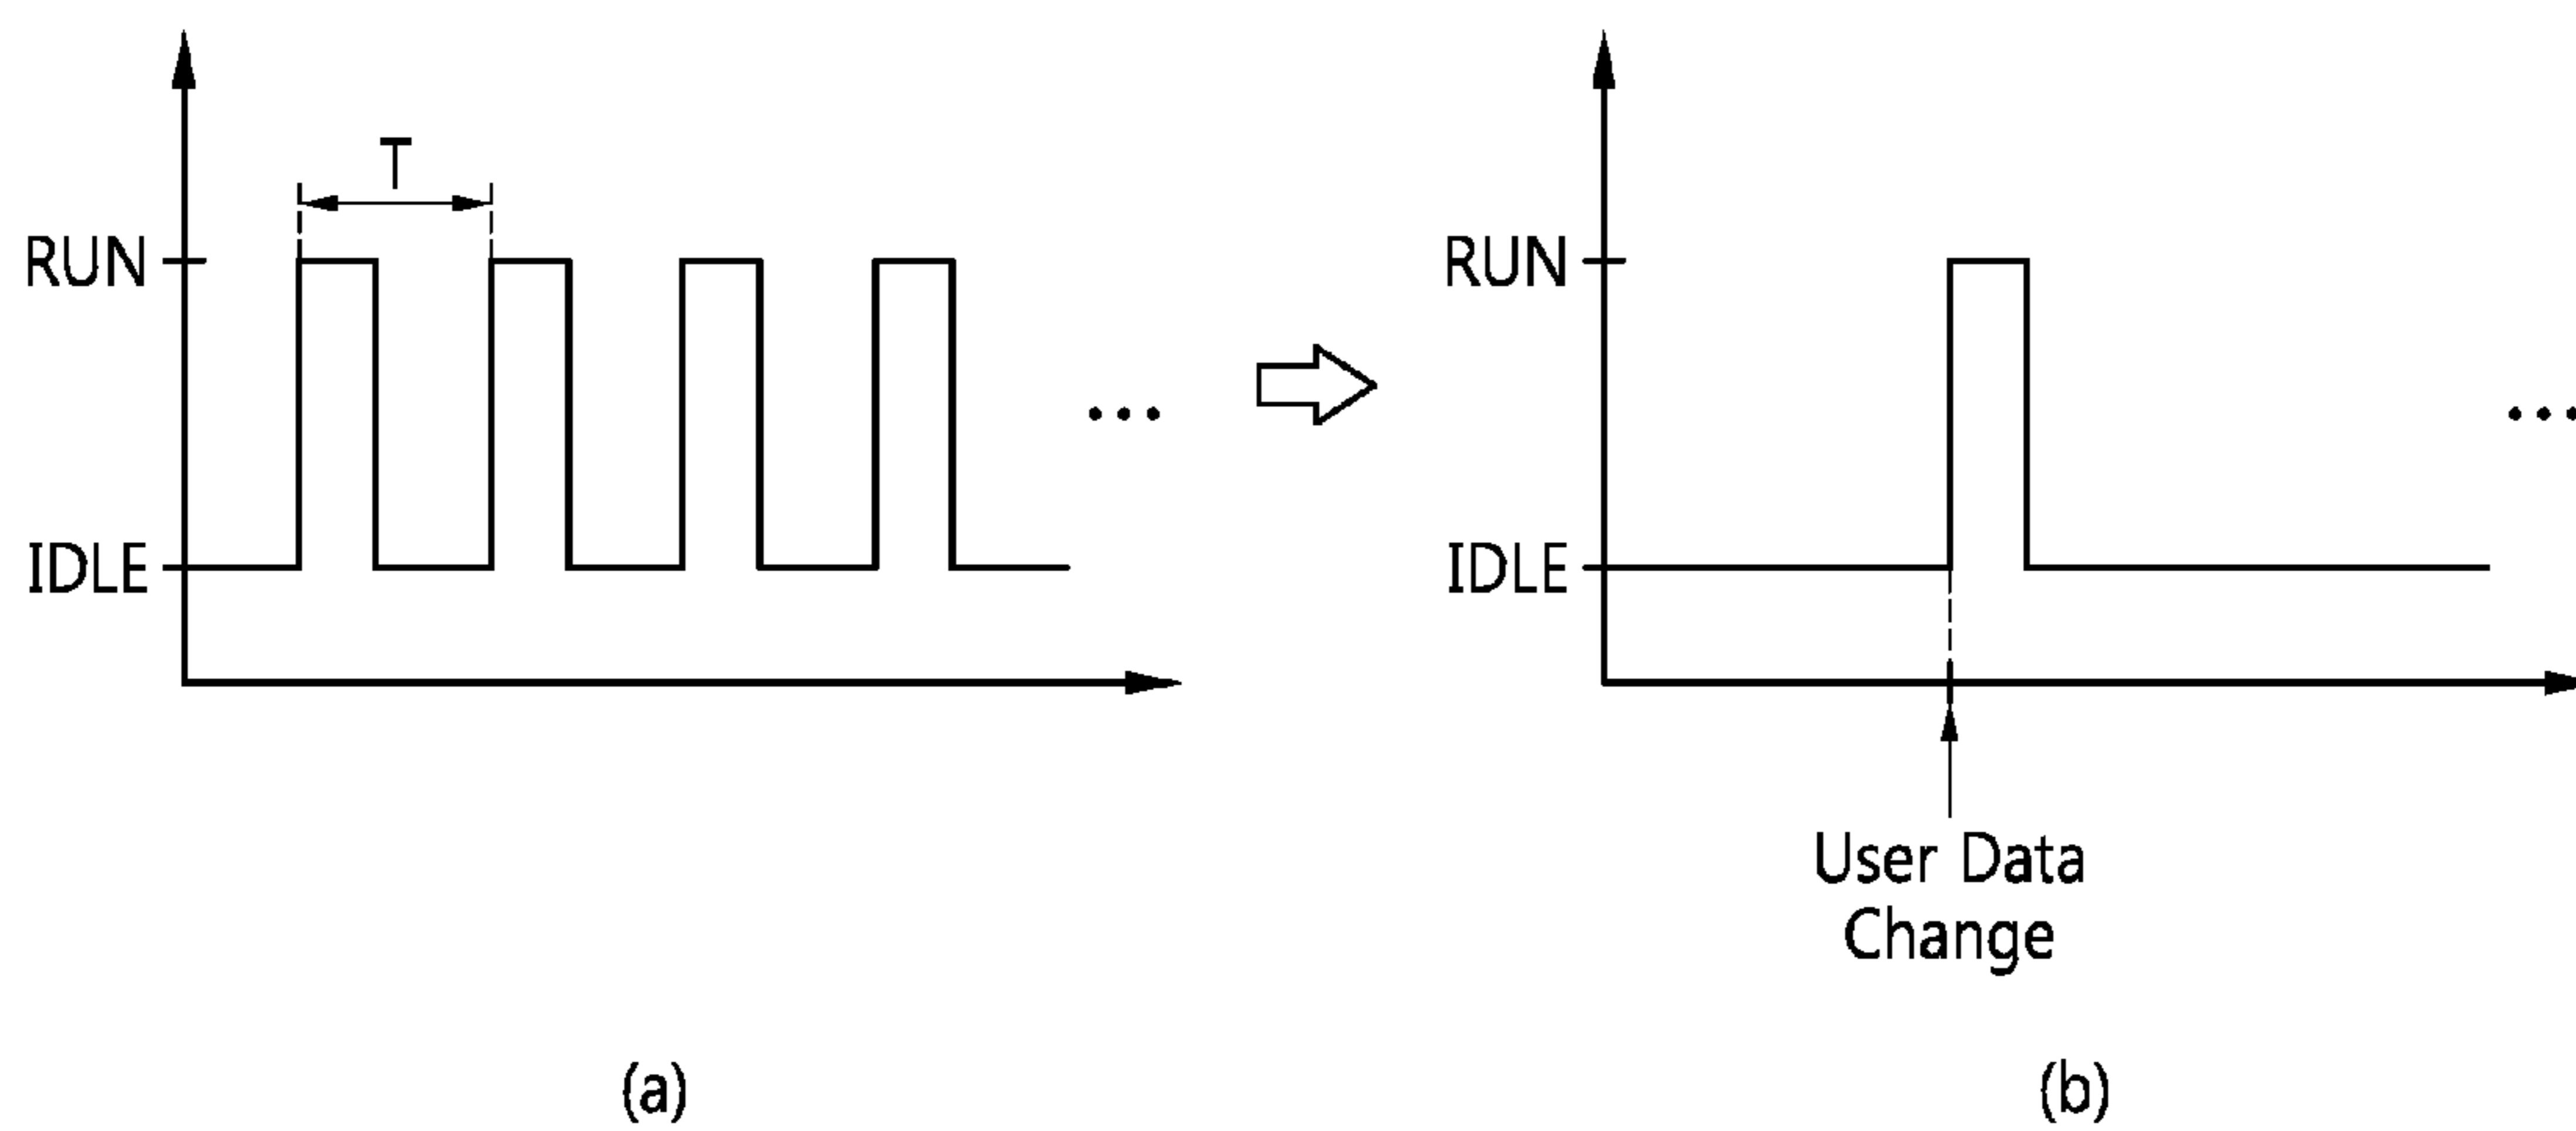 T
RUN
IDLE
...
(a)
RUN
IDLE
...
User Data
Change
(b)